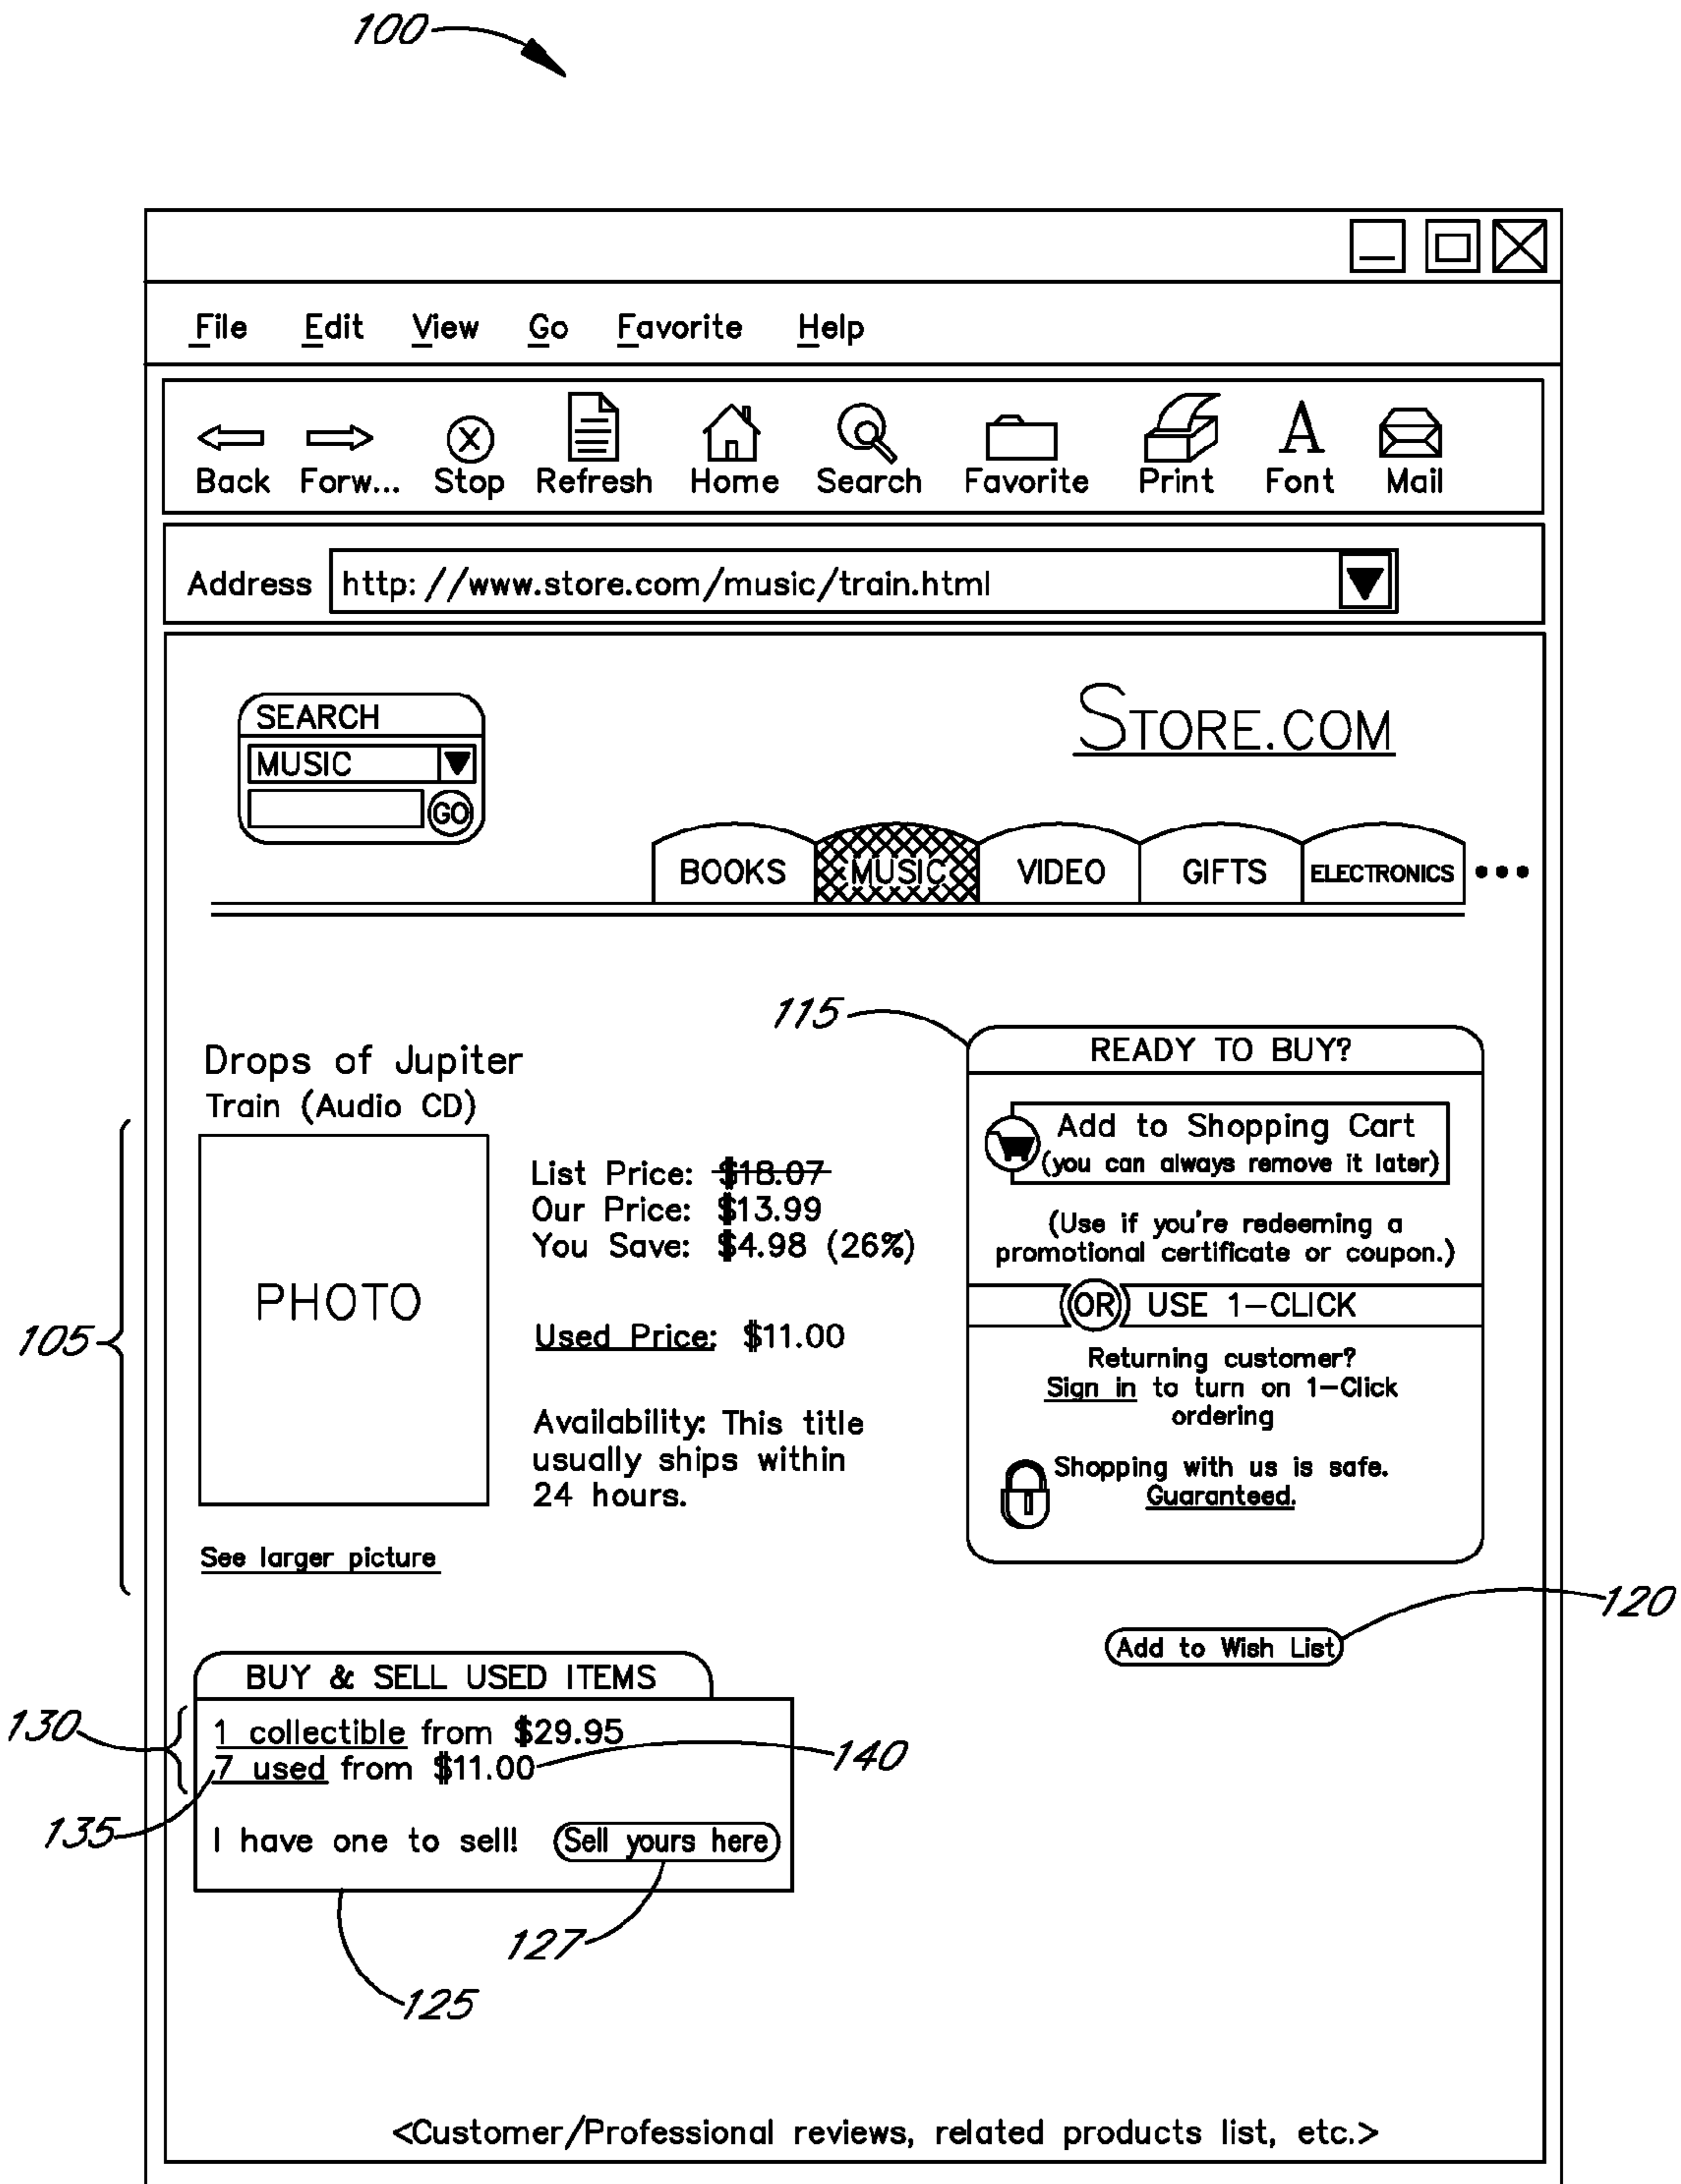 100
File Edit View Go Favorite Help
Back Forw... Stop Refresh Home Search Favorite Print Font Mail
Address http: //www.store.com/music/train.html
STORE.COM
SEARCH
MUSIC
GO
BOOKS MUSIC VIDEO GIFTS ELECTRONICS •••
115
Drops of Jupiter
Train (Audio CD)
105
PHOTO
See larger picture
List Price: $18.07
Our Price: $13.99
You Save: $4.98 (26%)
Used Price: $11.00
Availability: This title
usually ships within
24 hours.
READY TO BUY?
Add to Shopping Cart
(you can always remove it later)
(Use if you're redeeming a
promotional certificate or coupon.)
OR USE 1-CLICK
Returning customer?
Sign in to turn on 1-Click
ordering
Shopping with us is safe.
Guaranteed.
120
Add to Wish List
BUY & SELL USED ITEMS
130
1 collectible from $29.95
7 used from $11.00
140
135
I have one to sell! Sell yours here
127
125
<Customer/Professional reviews, related products list, etc.>